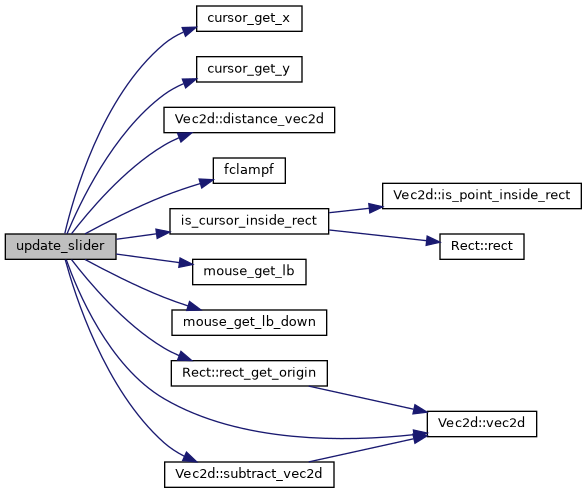 cursor_get_x
cursor_get_y
Vec2d::distance_vec2d
fclampf
Vec2d::is_point_inside_rect
is_cursor_inside_rect
update_slider
Rect::rect
mouse_get_lb
mouse_get_lb_down
Rect::rect_get_origin
Vec2d::vec2d
Vec2d::subtract_vec2d